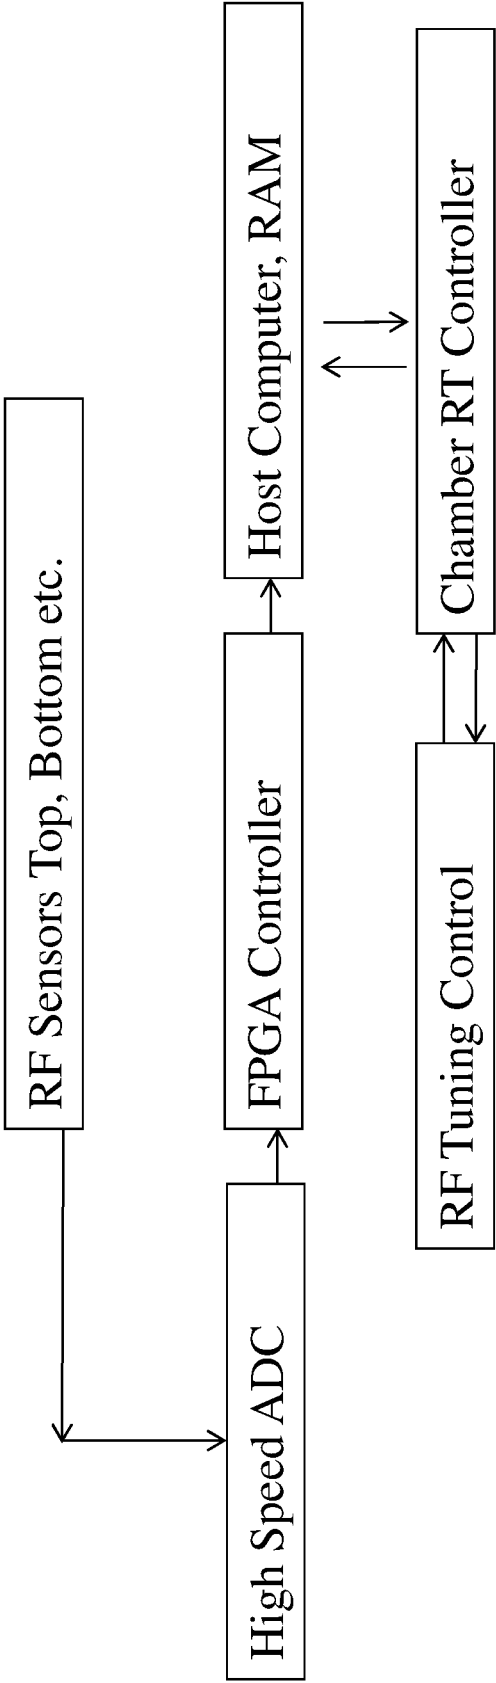 RF Sensors Top, Bottom etc.
High Speed ADC
FPGA Controller
Host Computer, RAM
RF Tuning Control
Chamber RT Controller